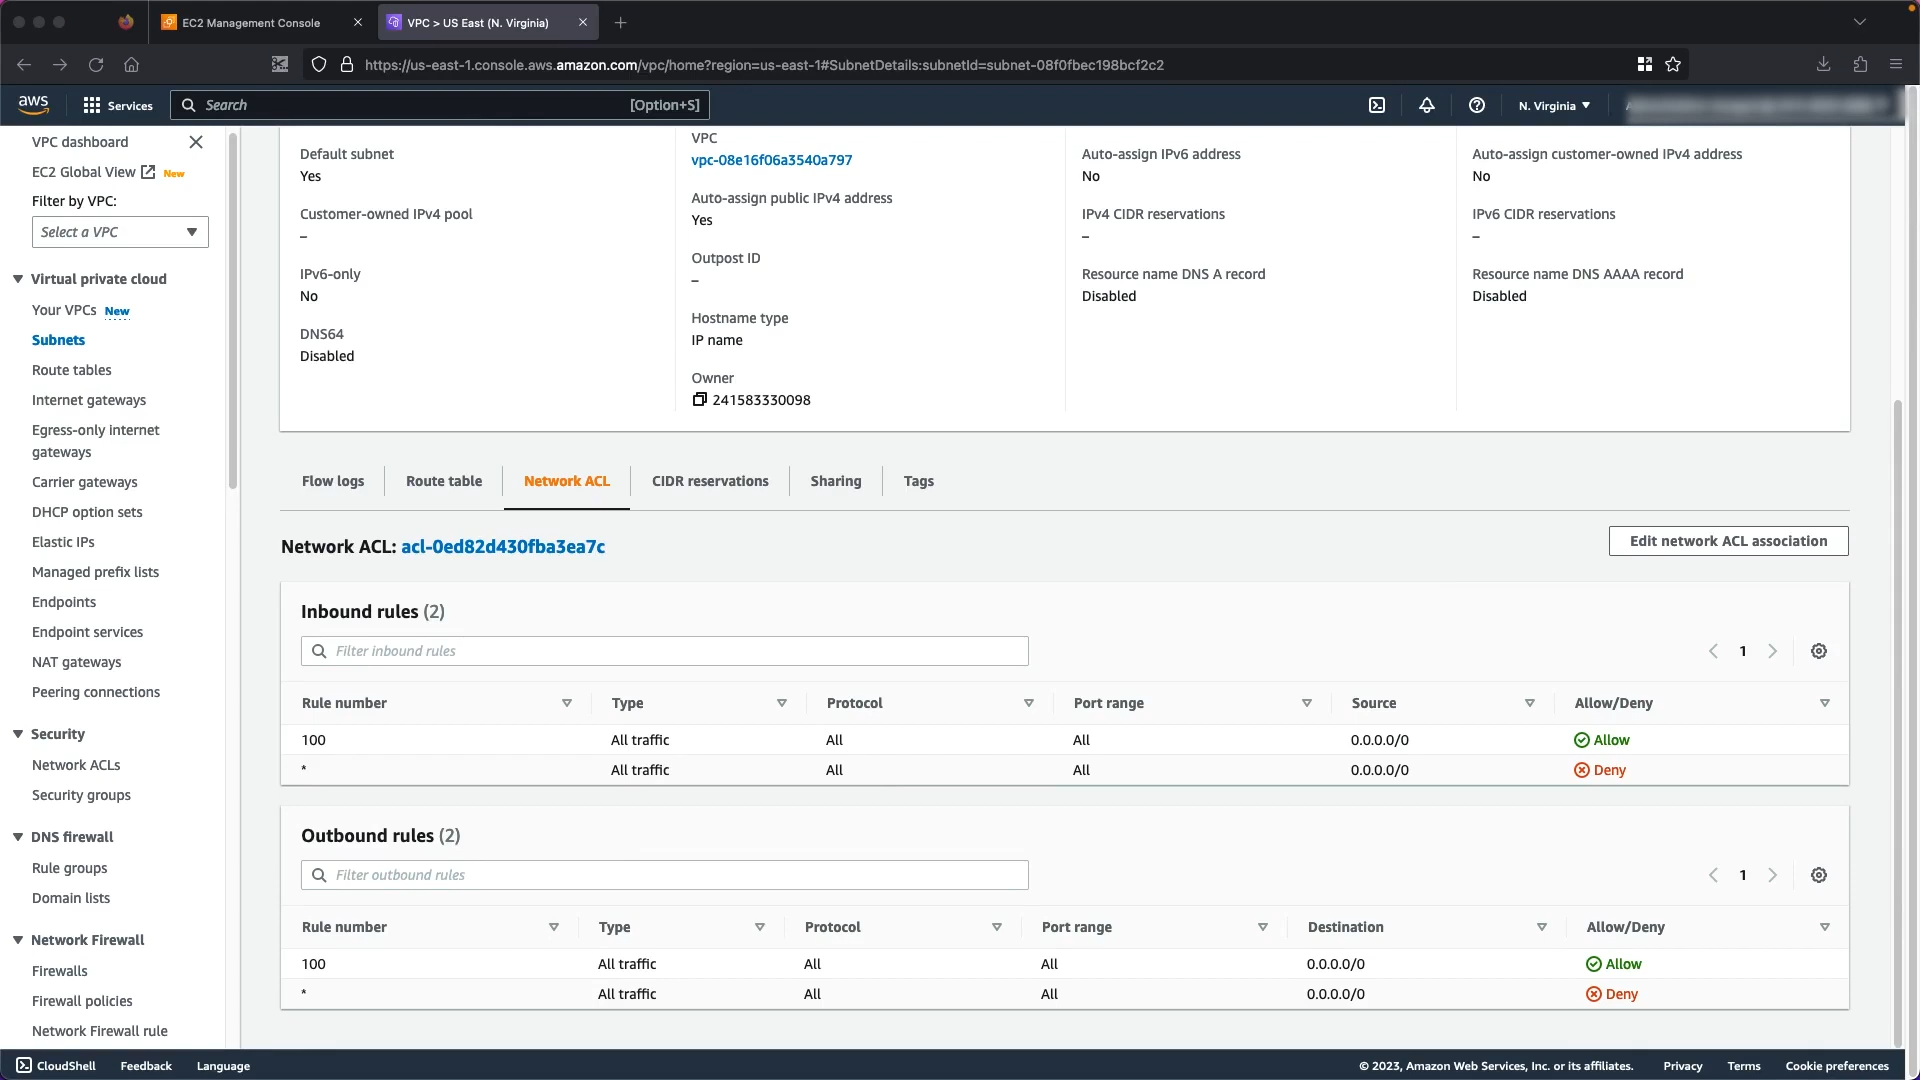 EC2 Management Console
VPC > US East (N. Virginia)
https://us-east-1.console.aws.amazon.com/vpc/home?region=us-east-1#SubnetDetails:subnetId=subnet-08f0fbec198bcf2c2
aws
Services
Search
[Option+S]
N. Virginia
VPC dashboard
EC2 Global View
New
Filter by VPC:
Select a VPC
Virtual private cloud
Your VPCs New
Subnets
Route tables
Internet gateways
Egress-only internet
gateways
Carrier gateways
DHCP option sets
Elastic IPs
Managed prefix lists
Endpoints
Endpoint services
NAT gateways
Peering connections
Security
Network ACLs
Security groups
DNS firewall
Rule groups
Domain lists
Network Firewall
Firewalls
Firewall policies
Network Firewall rule
Default subnet
Yes
Customer-owned IPv4 pool
–
IPv6-only
No
DNS64
Disabled
VPC
vpc-08e16f06a3540a797
Auto-assign public IPv4 address
Yes
Outpost ID
–
Hostname type
IP name
Owner
241583330098
Auto-assign IPv6 address
No
IPv4 CIDR reservations
–
Resource name DNS A record
Disabled
Auto-assign customer-owned IPv4 address
No
IPv6 CIDR reservations
–
Resource name DNS AAAA record
Disabled
Flow logs
Route table
Network ACL
CIDR reservations
Sharing
Tags
Network ACL: acl-0ed82d430fba3ea7c
Edit network ACL association
Inbound rules (2)
Filter inbound rules
1
Rule number Type Protocol Port range Source Allow/Deny
100 All traffic All All 0.0.0.0/0 Allow
* All traffic All All 0.0.0.0/0 Deny
Outbound rules (2)
Filter outbound rules
1
Rule number Type Protocol Port range Destination Allow/Deny
100 All traffic All All 0.0.0.0/0 Allow
* All traffic All All 0.0.0.0/0 Deny
CloudShell
Feedback
Language
© 2023, Amazon Web Services, Inc. or its affiliates.
Privacy
Terms
Cookie preferences